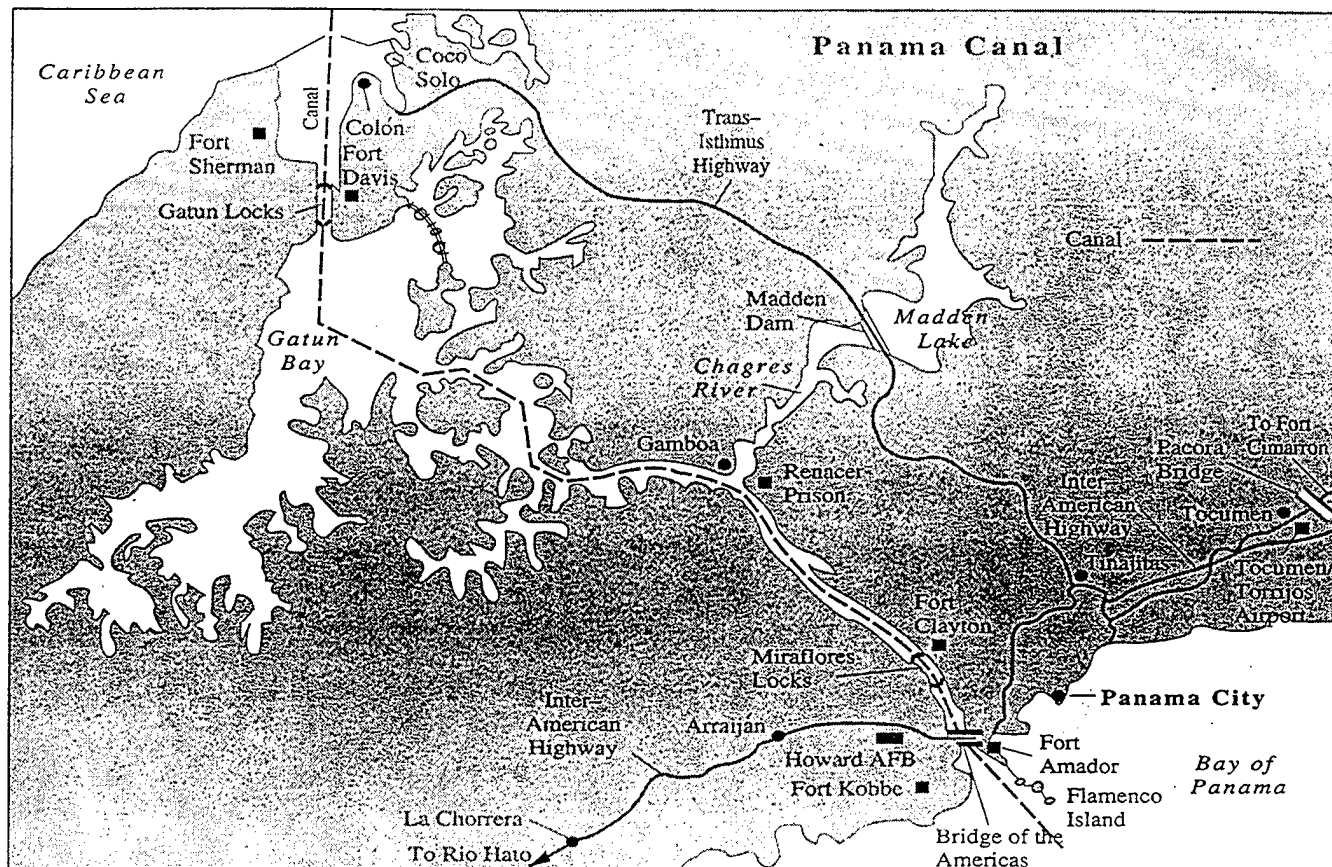 Panama Canal
Caribbean
Sea
Coco
Solo
Canal
Fort
Sherman
Colón
Fort
Davis
Gatun Locks
Trans-
Isthmus
Highway
Canal
Madden
Dam
Madden
Lake
Gatun
Bay
Chagres
River
Gamboa
Renacer
Prison
To Fort
Cimarron
Pacora
Bridge
Inter-
American
Highway
Tocumen
Tinajita
Tocumen/
Torrijos
Airport
Fort
Clayton
Miraflores
Locks
Panama City
Inter-
American
Highway
Arraiján
Howard AFB
Fort Kobbe
Fort
Amador
Bay of
Panama
Flamenco
Island
La Chorrera
To Rio Hato
Bridge of the
Americas